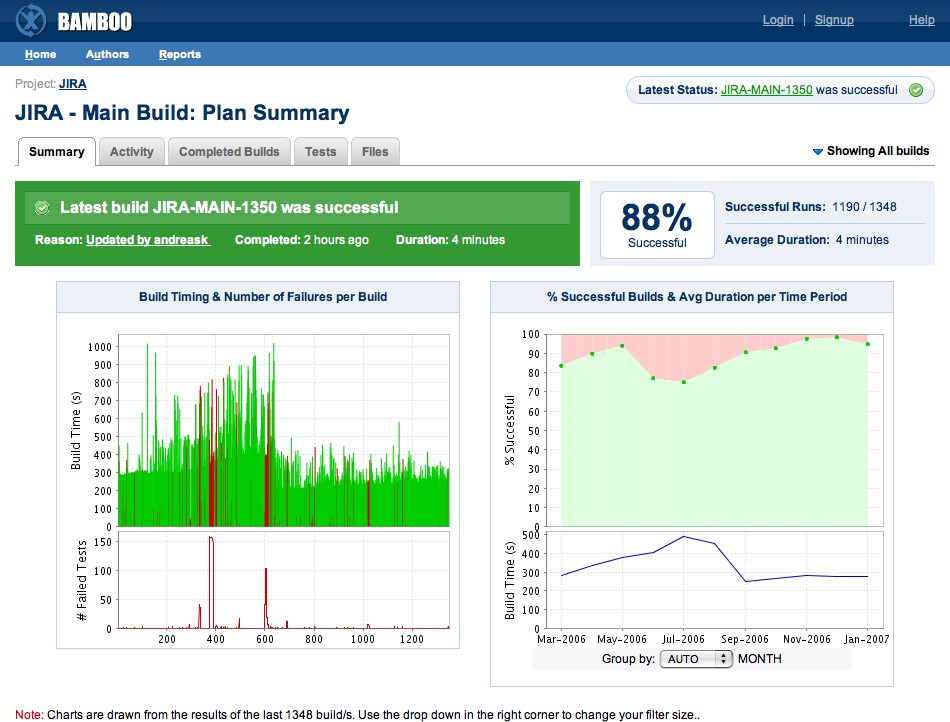 BAMBOO
Login | Signup Help
Home Authors Reports
Project: JIRA
Latest Status: JIRA-MAIN-1350 was successful
JIRA - Main Build: Plan Summary
Summary Activity Completed Builds Tests Files
Showing All builds
Latest build JIRA-MAIN-1350 was successful
Reason: Updated by andreask Completed: 2 hours ago Duration: 4 minutes
88%
Successful
Successful Runs: 1190 / 1348
Average Duration: 4 minutes
Build Timing & Number of Failures per Build
Build Time (s)
1000
900
800
700
600
500
400
300
200
100
0
# Failed Tests
150
100
50
0
200 400 600 800 1000 1200
% Successful Builds & Avg Duration per Time Period
% Successful
100
90
80
70
60
50
40
30
20
10
0
Build Time (s)
500
400
300
200
100
0
Mar-2006 May-2006 Jul-2006 Sep-2006 Nov-2006 Jan-2007
Group by: AUTO MONTH
Note: Charts are drawn from the results of the last 1348 build/s. Use the drop down in the right corner to change your filter size..